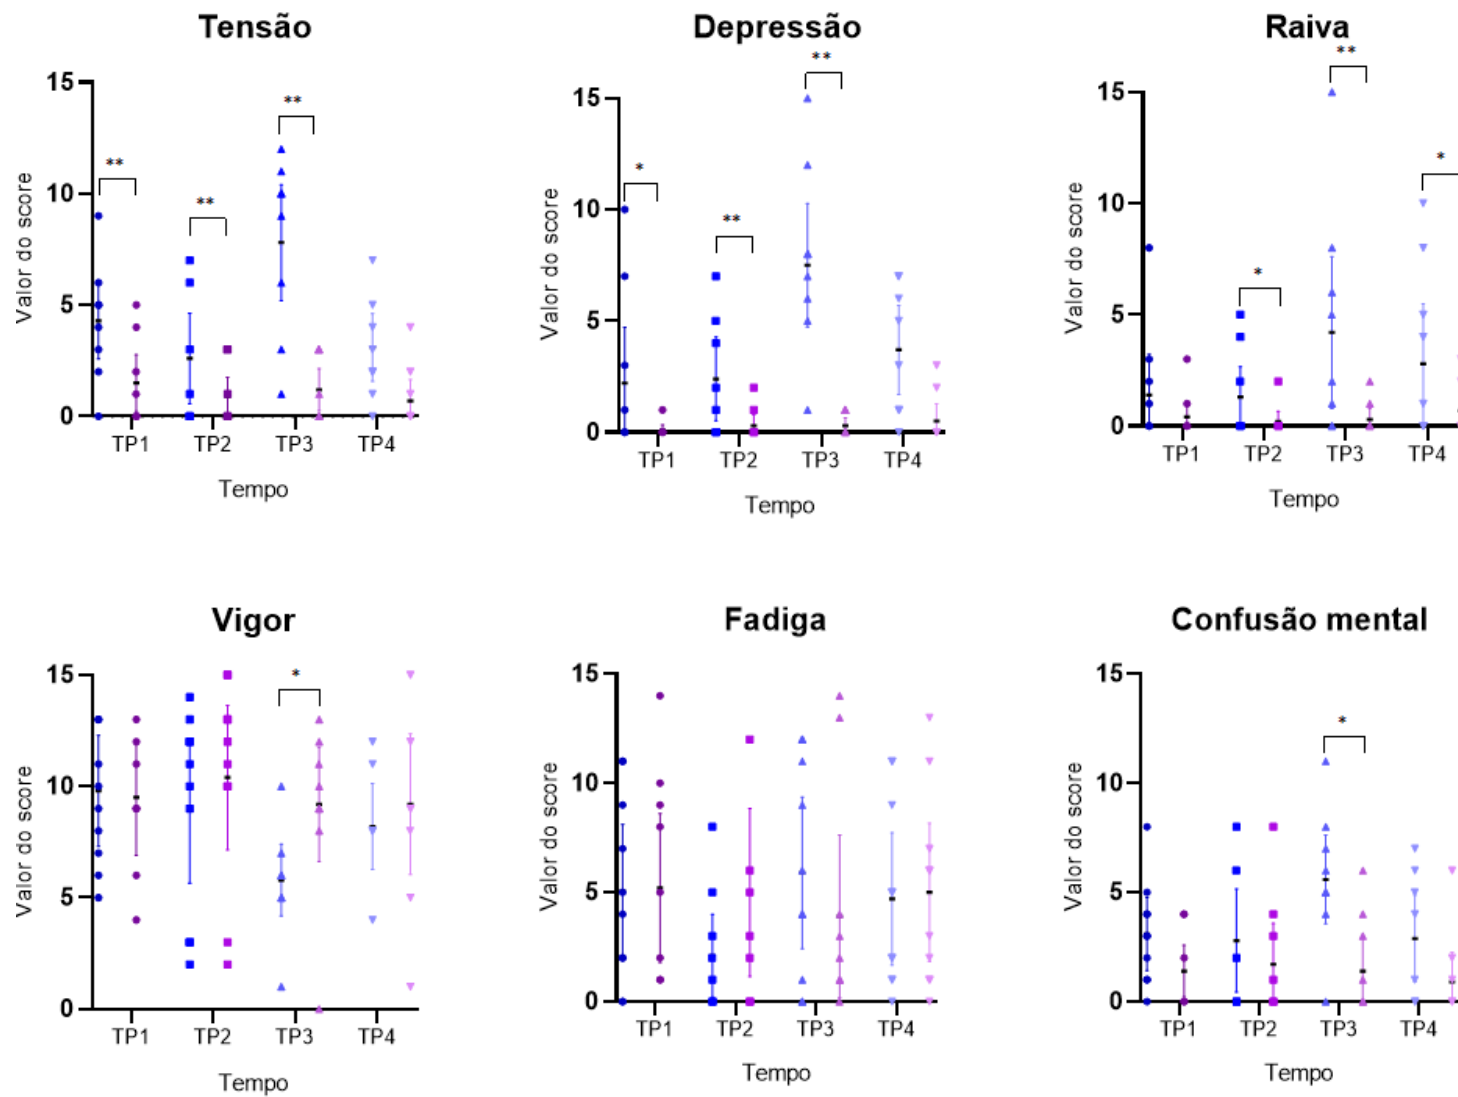 Tensão
Depressão
Raiva
Valor do score
15
10
5
0
**
**
**
TP1 TP2 TP3 TP4
Tempo
Valor do score
15
10
5
0
*
**
**
TP1 TP2 TP3 TP4
Tempo
Valor do score
15
10
5
0
*
**
*
TP1 TP2 TP3 TP4
Tempo
Vigor
Fadiga
Confusão mental
Valor do score
15
10
5
0
*
TP1 TP2 TP3 TP4
Tempo
Valor do score
15
10
5
0
TP1 TP2 TP3 TP4
Tempo
Valor do score
15
10
5
0
*
TP1 TP2 TP3 TP4
Tempo